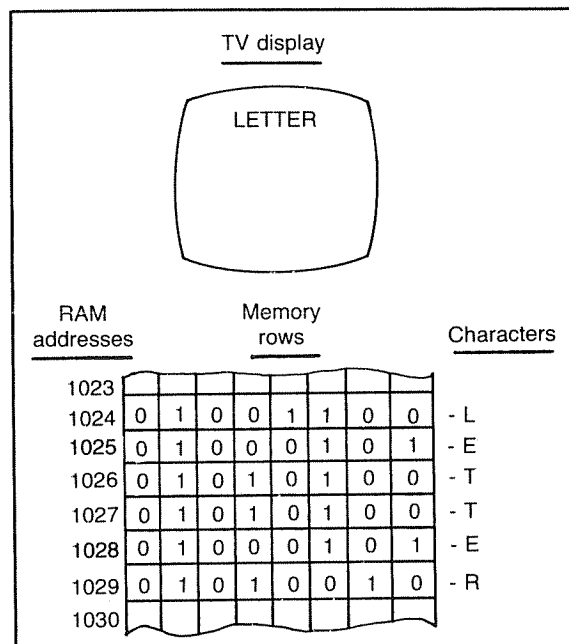 TV display
LETTER
RAM addresses Memory rows Characters
1023
1024 0 1 0 0 1 1 0 0 - L
1025 0 1 0 0 0 1 0 1 - E
1026 0 1 0 1 0 1 0 0 - T
1027 0 1 0 1 0 1 0 0 - T
1028 0 1 0 0 0 1 0 1 - E
1029 0 1 0 1 0 0 1 0 - R
1030